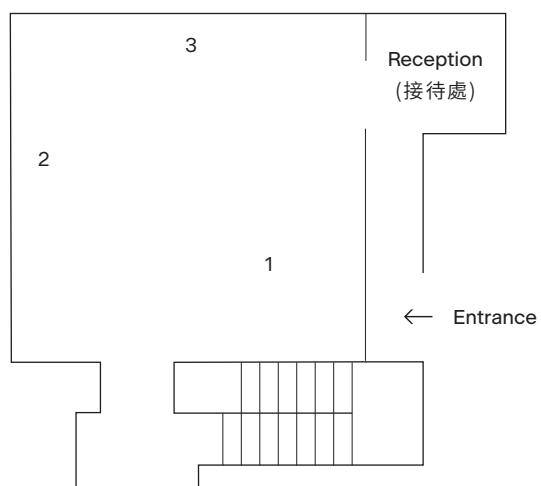 3
Reception
(接待處)
2
1
← Entrance